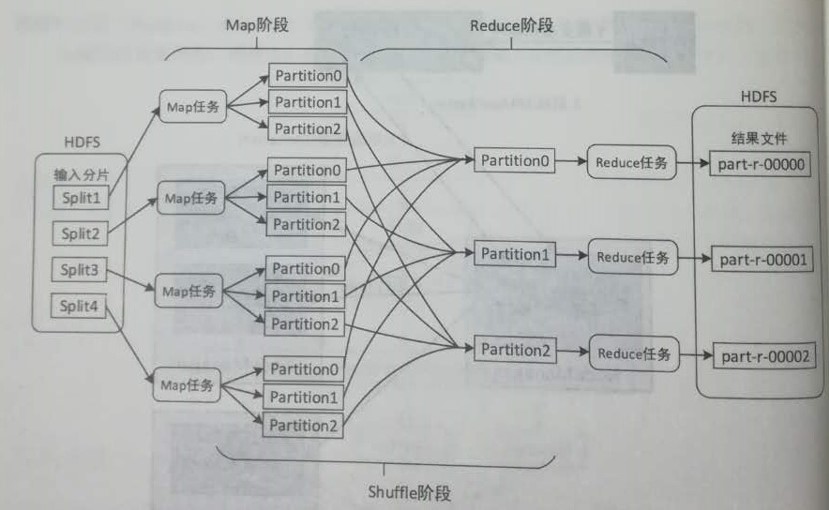 Map阶段
Reduce阶段
HDFS
输入分片
Split1
Split2
Split3
Split4
Map任务
Partition0
Partition1
Partition2
Map任务
Partition0
Partition1
Partition2
Map任务
Partition0
Partition1
Partition2
Map任务
Partition0
Partition1
Partition2
Partition0
Reduce任务
Partition1
Reduce任务
Partition2
Reduce任务
HDFS
结果文件
part-r-00000
part-r-00001
part-r-00002
Shuffle阶段